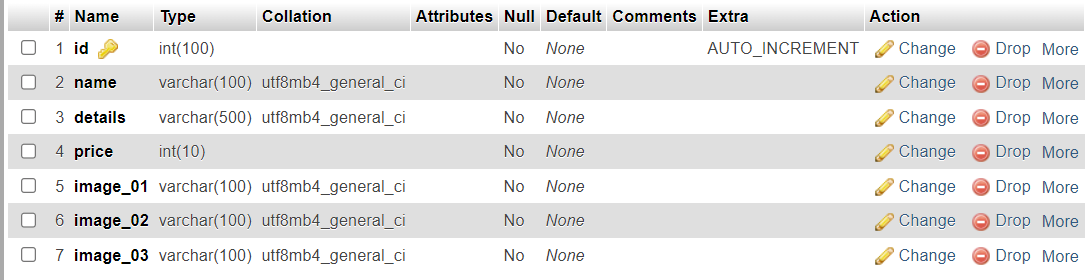 # Name Type Collation Attributes Null Default Comments Extra Action
1 id int(100) No None AUTO_INCREMENT Change Drop More
2 name varchar(100) utf8mb4_general_ci No None Change Drop More
3 details varchar(500) utf8mb4_general_ci No None Change Drop More
4 price int(10) No None Change Drop More
5 image_01 varchar(100) utf8mb4_general_ci No None Change Drop More
6 image_02 varchar(100) utf8mb4_general_ci No None Change Drop More
7 image_03 varchar(100) utf8mb4_general_ci No None Change Drop More